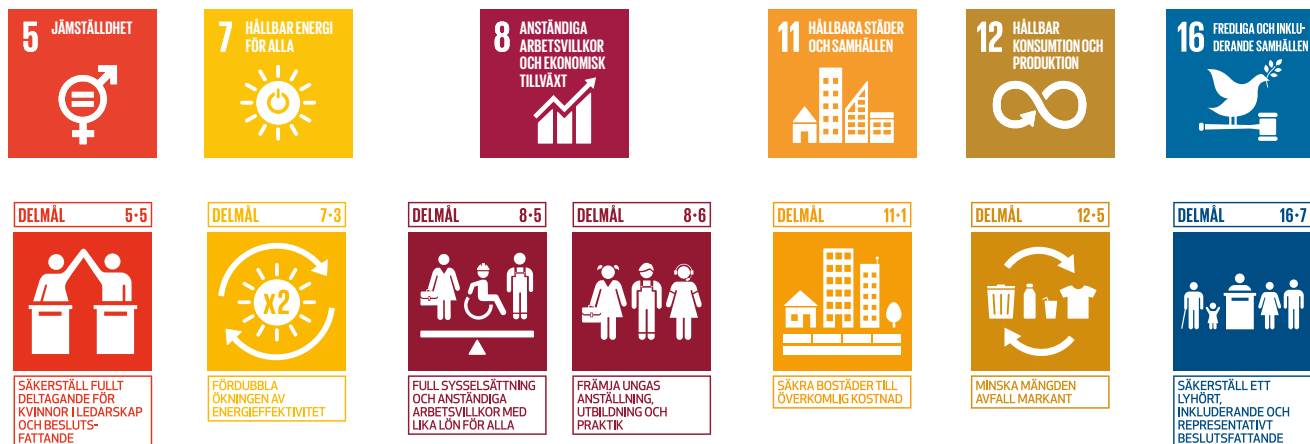 5 JÄMSTÄLLDHET
7 HÅLLBAR ENERGI
FÖR ALLA
8 ANSTÄNDIGA
ARBETSVILLKOR
OCH EKONOMISK
TILLVÄXT
11 HÅLLBARA STÄDER
OCH SAMHÄLLEN
12 HÅLLBAR
KONSUMTION OCH
PRODUKTION
16 FREDLIGA OCH INKLU-
DERANDE SAMHÄLLEN
DELMÅL 5•5
SÄKERSTÄLL FULLT
DELTAGANDE FÖR
KVINNOR I LEDARSKAP
OCH BESLUTS-
FATTANDE
DELMÅL 7•3
X2
FÖRDUBBLA
ÖKNINGEN AV
ENERGIEFFEKTIVITET
DELMÅL 8•5
FULL SYSSELSÄTTNING
OCH ANSTÄNDIGA
ARBETSVILLKOR MED
LIKA LÖN FÖR ALLA
DELMÅL 8•6
FRÄMJA UNGAS
ANSTÄLLNING,
UTBILDNING OCH
PRAKTIK
DELMÅL 11•1
SÄKRA BOSTÄDER TILL
ÖVERKOMLIG KOSTNAD
DELMÅL 12•5
MINSKA MÄNGDEN
AVFALL MARKANT
DELMÅL 16•7
SÄKERSTÄLL ETT
LYHÖRT,
INKLUDERANDE OCH
REPRESENTATIVT
BESLUTSFATTANDE